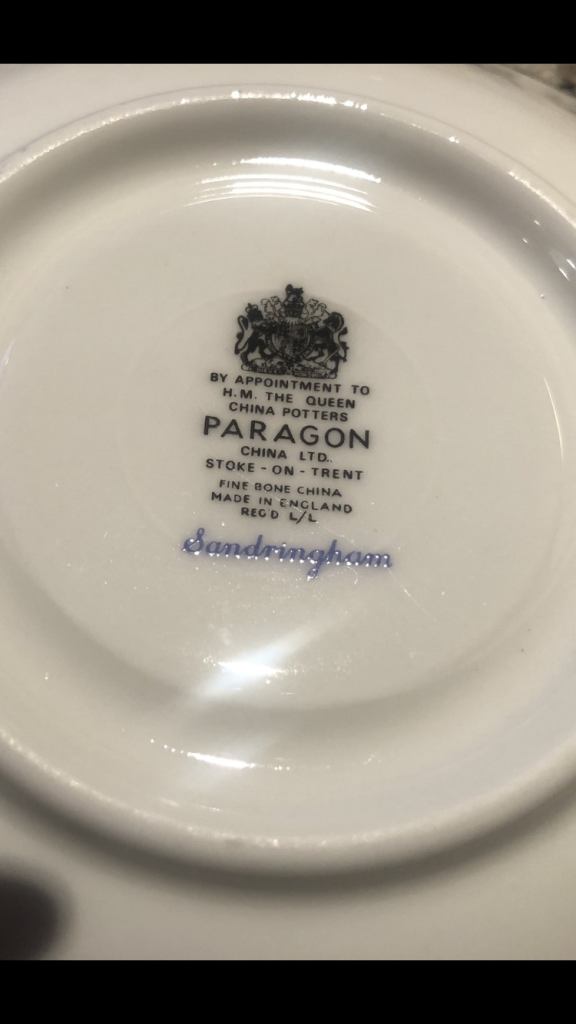 BY APPOINTMENT TO
H.M. THE QUEEN
CHINA POTTERS
PARAGON
CHINA LTD.
STOKE-ON-TRENT
FINE BONE CHINA
MADE IN ENGLAND
REGD L/L
Sandringham